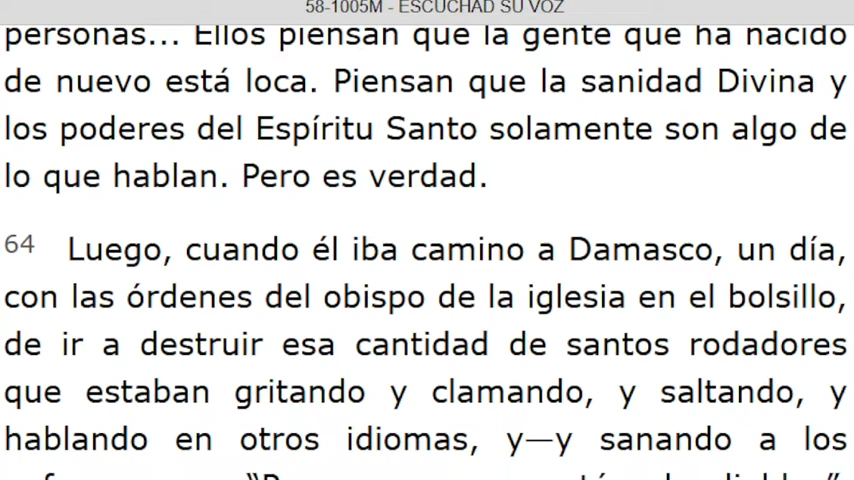 58-1005M - ESCUCHAD SU VOZ
personas... Ellos piensan que la gente que ha nacido
de nuevo está loca. Piensan que la sanidad Divina y
los poderes del Espíritu Santo solamente son algo de
lo que hablan. Pero es verdad.
64 Luego, cuando él iba camino a Damasco, un día,
con las órdenes del obispo de la iglesia en el bolsillo,
de ir a destruir esa cantidad de santos rodadores
que estaban gritando y clamando, y saltando, y
hablando en otros idiomas, y—y sanando a los